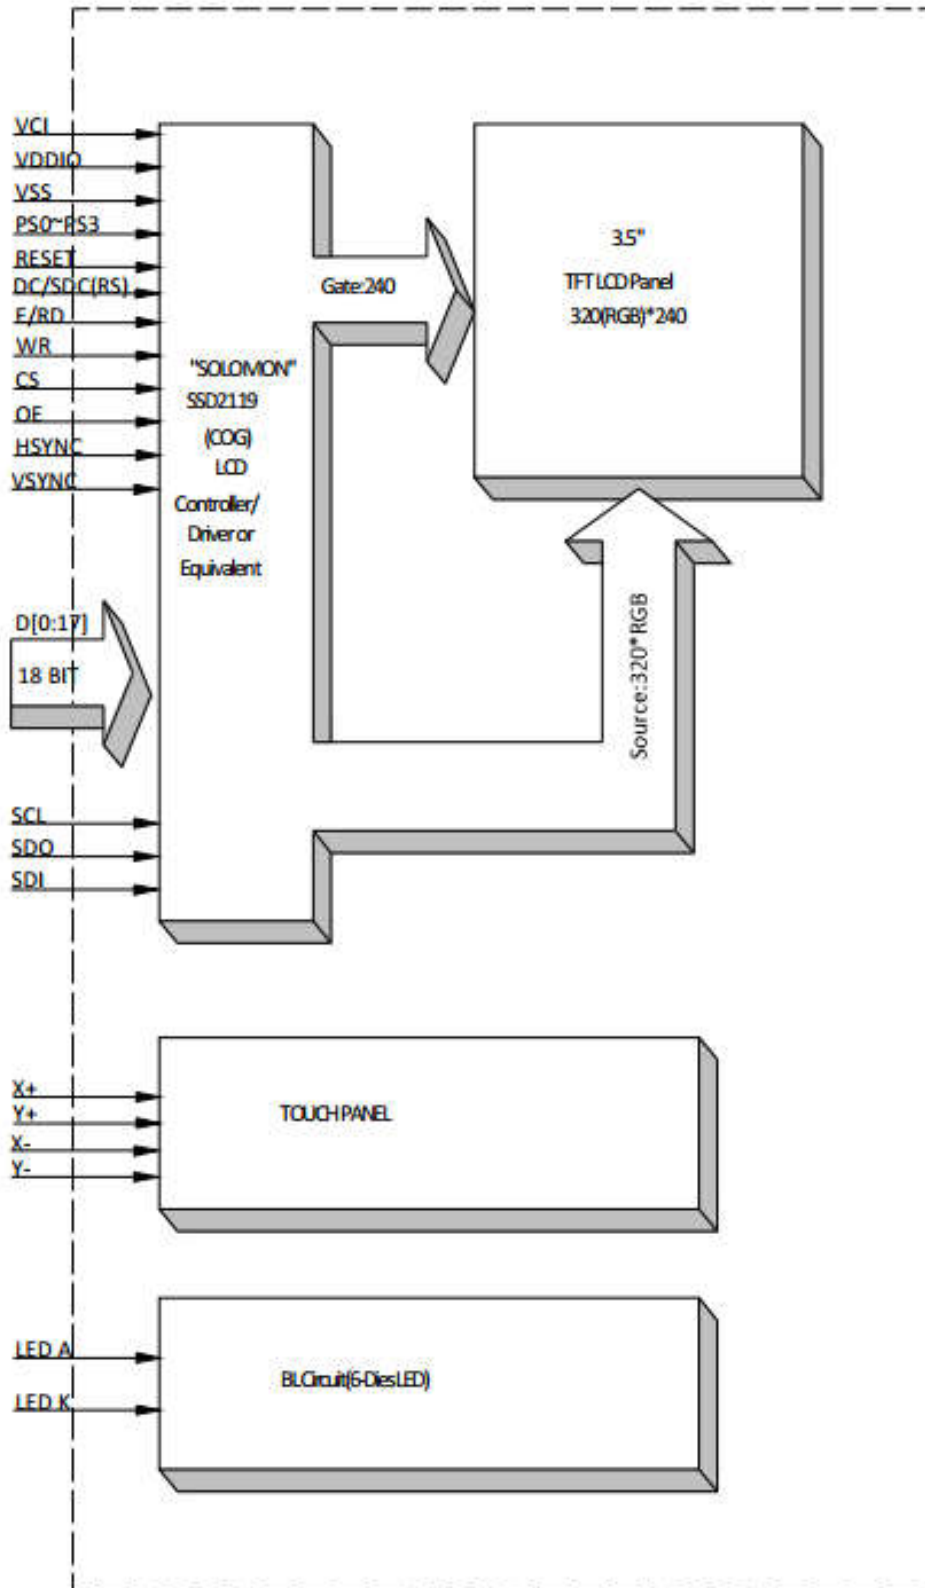 VCI
VDDIO
VSS
PS0~PS3
RESET
DC/SDC(RS)
E/RD
WR
CS
OE
HSYNC
VSYNC
D[0:17]
18 BIT
SCL
SDO
SDI
"SOLOMON"
SSD2119
(COG)
LCD
Controller/
Driver or
Equivalent
Gate:240
3.5"
TFT LCD Panel
320(RGB)*240
Source:320*RGB
X+
Y+
X-
Y-
TOUCH PANEL
LED A
LED K
BL Circuit(6-Dies LED)